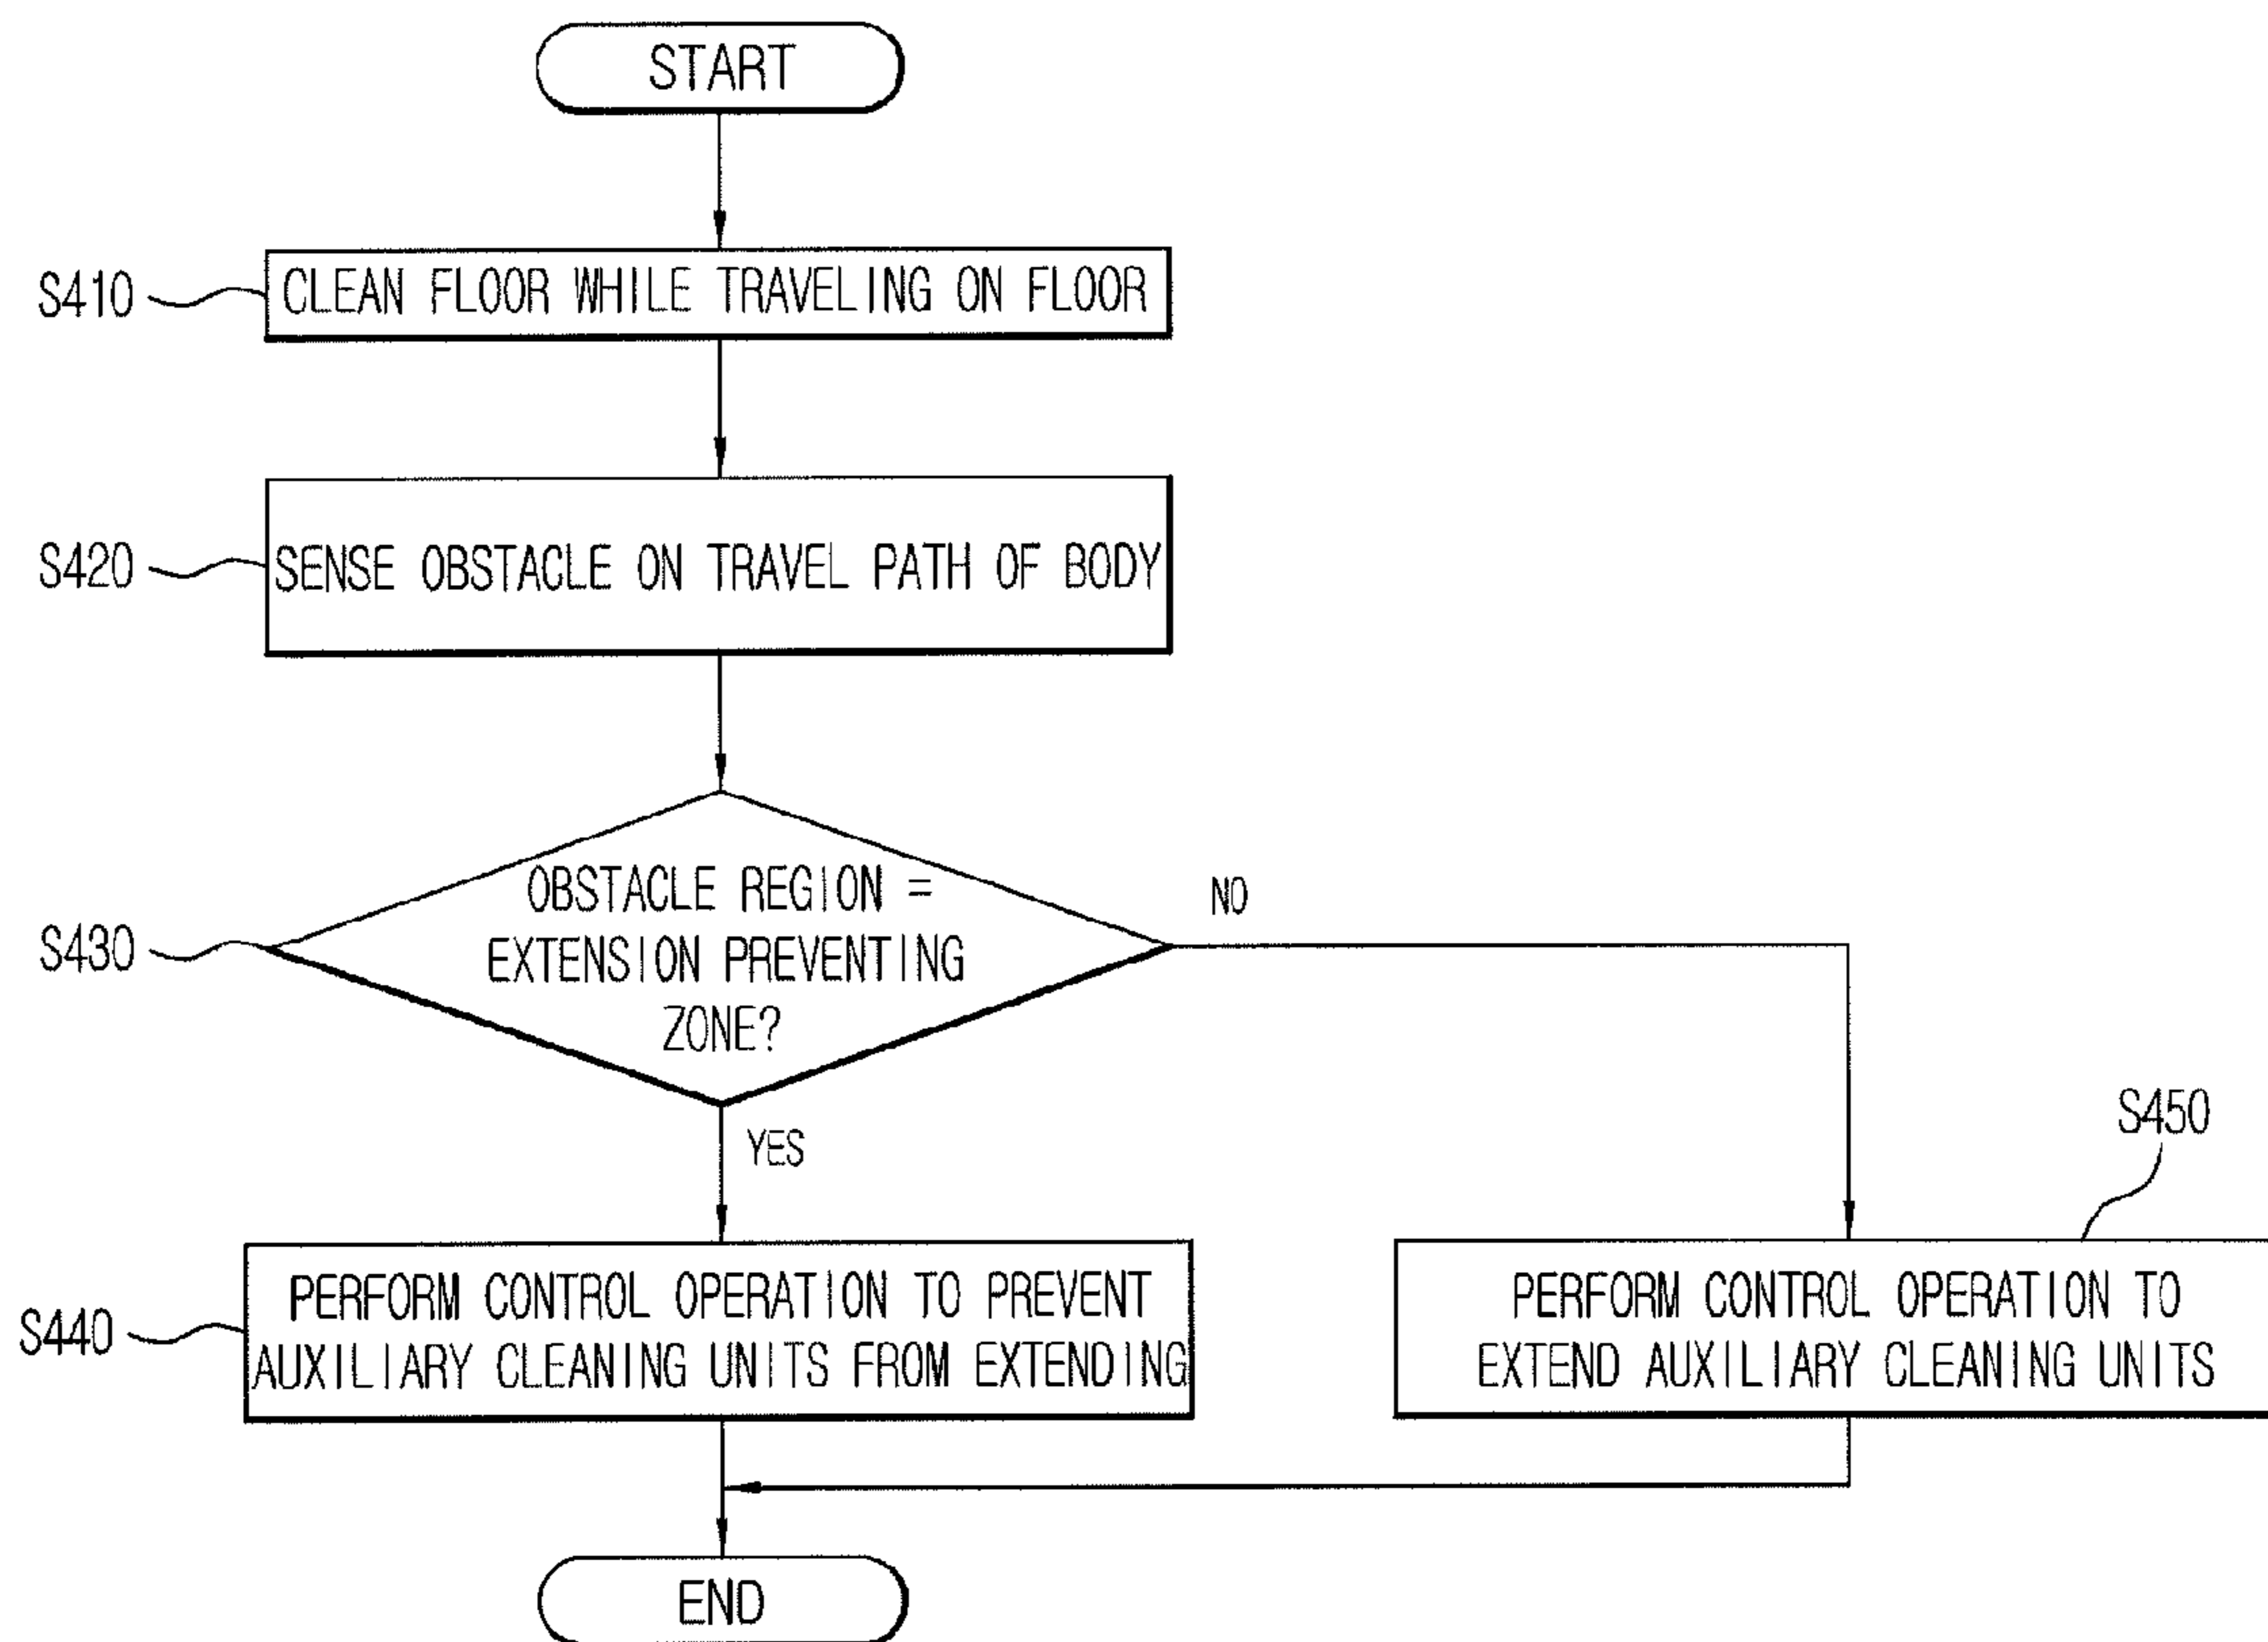 START
S410
CLEAN FLOOR WHILE TRAVELING ON FLOOR
S420
SENSE OBSTACLE ON TRAVEL PATH OF BODY
S430
OBSTACLE REGION =
EXTENSION PREVENTING
ZONE?
NO
YES
S440
PERFORM CONTROL OPERATION TO PREVENT
AUXILIARY CLEANING UNITS FROM EXTENDING
S450
PERFORM CONTROL OPERATION TO
EXTEND AUXILIARY CLEANING UNITS
END